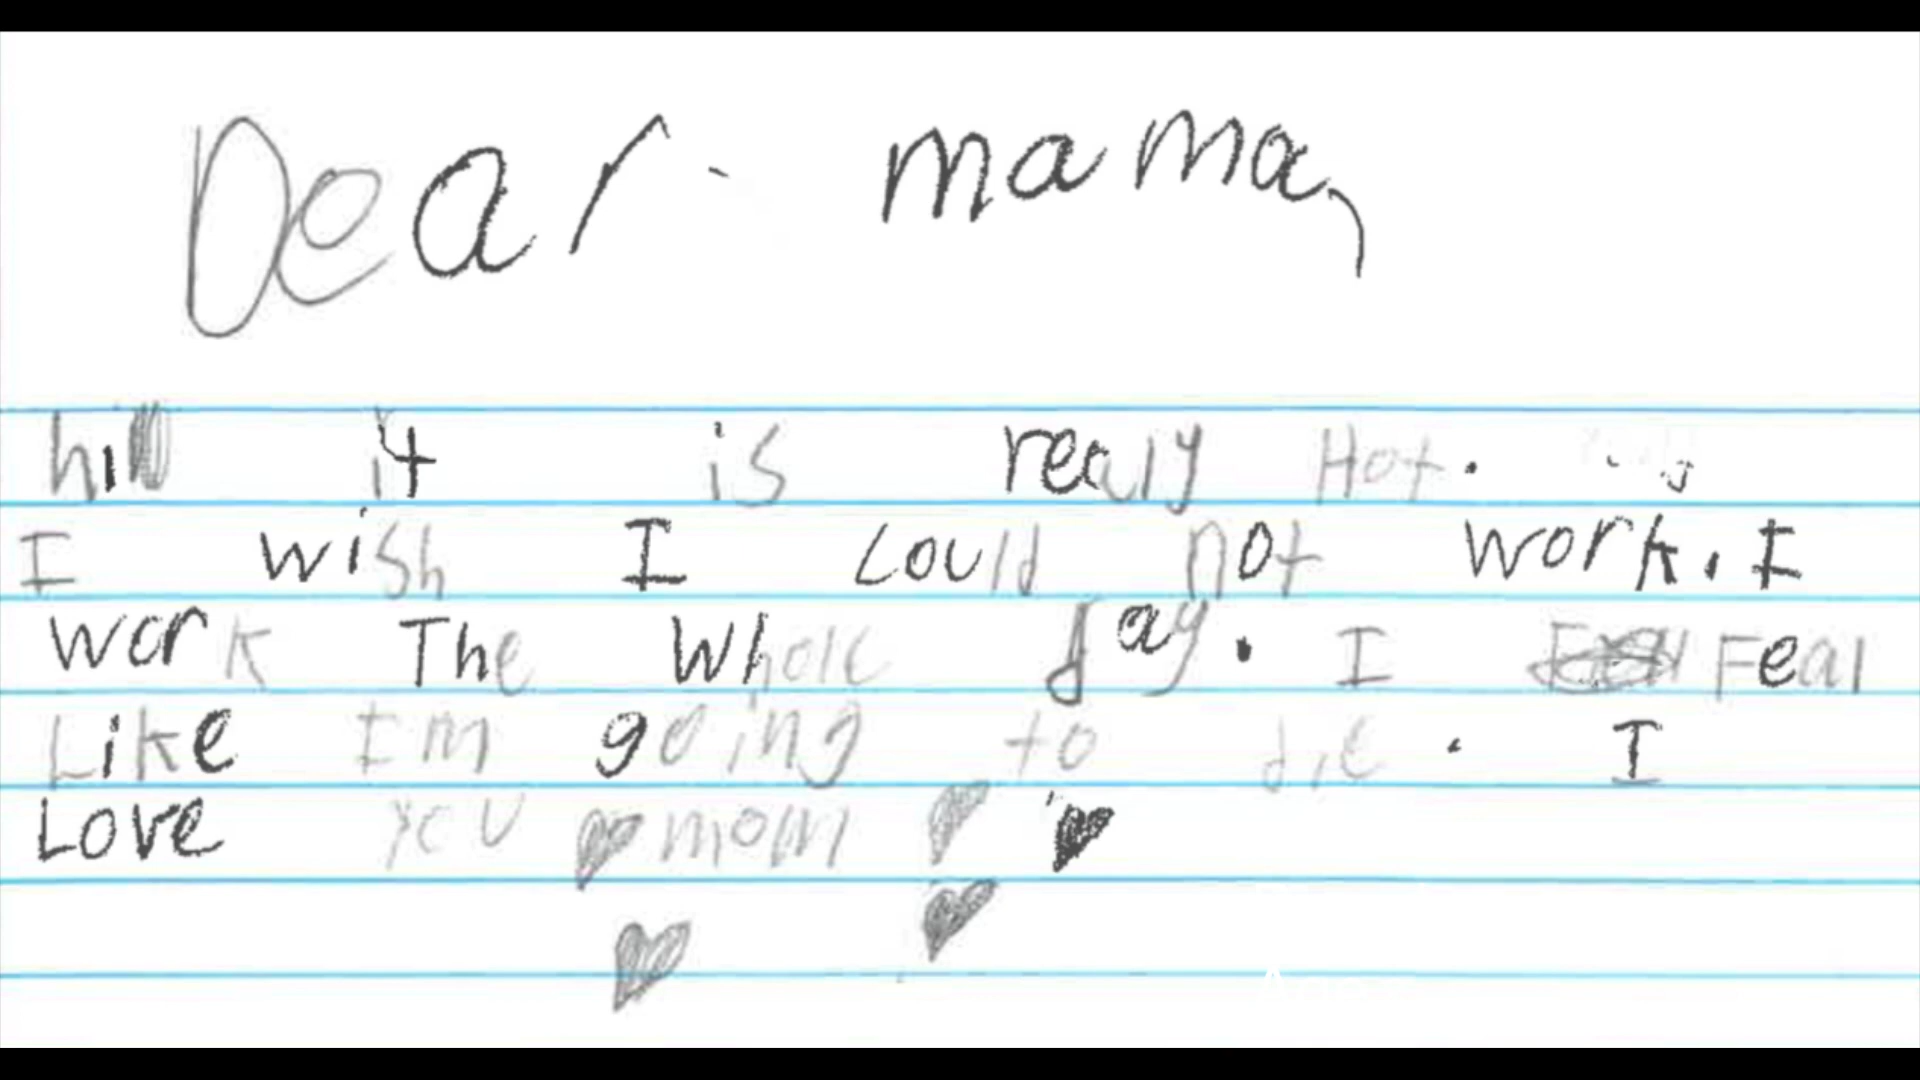 Dear mama,
hi it is realy Hot.
I wish I could not work. I
work The Whole day. I Feal
Like Im going to die. I
Love you mom